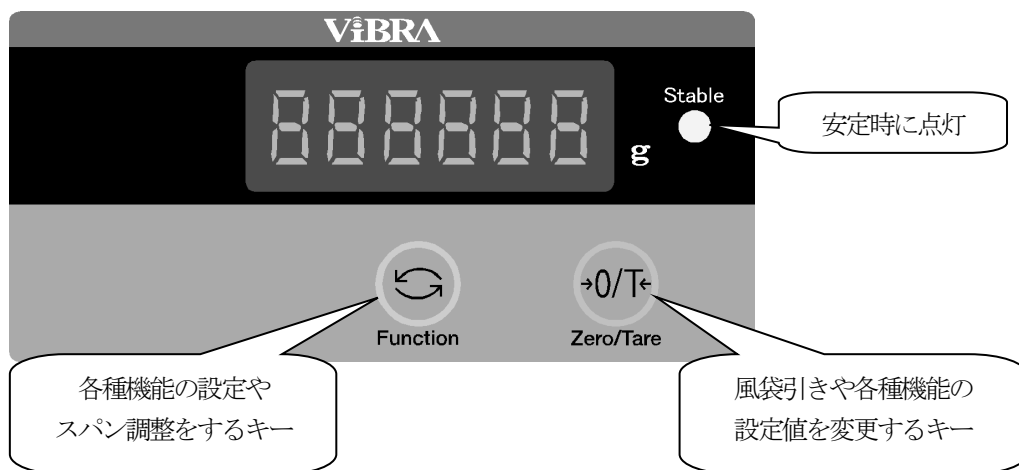 ViBRA
888888
g
Stable
安定時に点灯
→0/T←
Function
Zero/Tare
各種機能の設定や
スパン調整をするキー
風袋引きや各種機能の
設定値を変更するキー